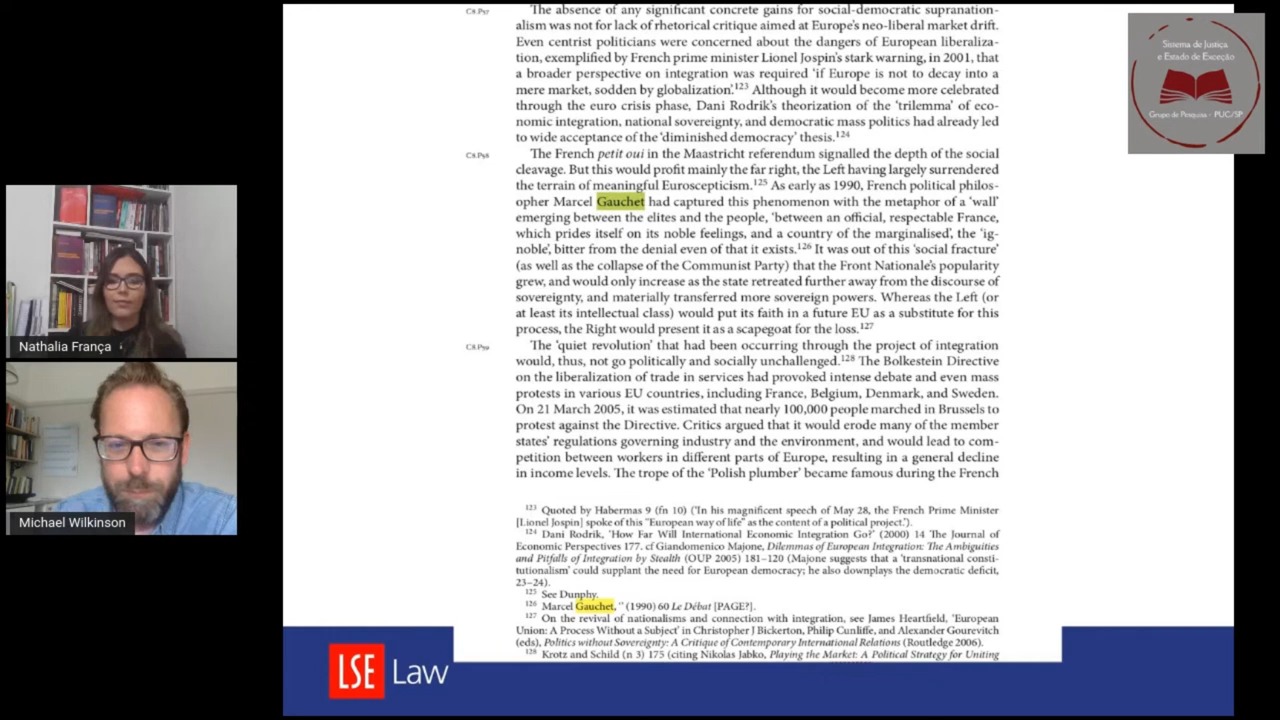 C8.P57
The absence of any significant concrete gains for social-democratic supranation-
alism was not for lack of rhetorical critique aimed at Europe's neo-liberal market drift.
Even centrist politicians were concerned about the dangers of European liberaliza-
tion, exemplified by French prime minister Lionel Jospin's stark warning, in 2001, that
a broader perspective on integration was required 'if Europe is not to decay into a
mere market, sodden by globalization'.123 Although it would become more celebrated
through the euro crisis phase, Dani Rodrik's theorization of the 'trilemma' of eco-
nomic integration, national sovereignty, and democratic mass politics had already led
to wide acceptance of the 'diminished democracy' thesis.124
C8.P58
The French petit oui in the Maastricht referendum signalled the depth of the social
cleavage. But this would profit mainly the far right, the Left having largely surrendered
the terrain of meaningful Euroscepticism.125 As early as 1990, French political philos-
opher Marcel Gauchet had captured this phenomenon with the metaphor of a 'wall'
emerging between the elites and the people, 'between an official, respectable France,
which prides itself on its noble feelings, and a country of the marginalised', the 'ig-
noble', bitter from the denial even of that it exists.126 It was out of this 'social fracture'
(as well as the collapse of the Communist Party) that the Front Nationale's popularity
grew, and would only increase as the state retreated further away from the discourse of
sovereignty, and materially transferred more sovereign powers. Whereas the Left (or
at least its intellectual class) would put its faith in a future EU as a substitute for this
process, the Right would present it as a scapegoat for the loss.127
C8.P59
The 'quiet revolution' that had been occurring through the project of integration
would, thus, not go politically and socially unchallenged.128 The Bolkestein Directive
on the liberalization of trade in services had provoked intense debate and even mass
protests in various EU countries, including France, Belgium, Denmark, and Sweden.
On 21 March 2005, it was estimated that nearly 100,000 people marched in Brussels to
protest against the Directive. Critics argued that it would erode many of the member
states' regulations governing industry and the environment, and would lead to com-
petition between workers in different parts of Europe, resulting in a general decline
in income levels. The trope of the 'Polish plumber' became famous during the French
123 Quoted by Habermas 9 (fn 10) ('In his magnificent speech of May 28, the French Prime Minister
[Lionel Jospin] spoke of this "European way of life" as the content of a political project.').
124 Dani Rodrik, 'How Far Will International Economic Integration Go?' (2000) 14 The Journal of
Economic Perspectives 177. cf Giandomenico Majone, Dilemmas of European Integration: The Ambiguities
and Pitfalls of Integration by Stealth (OUP 2005) 181–120 (Majone suggests that a 'transnational consti-
tutionalism' could supplant the need for European democracy; he also downplays the democratic deficit,
23–24).
125 See Dunphy.
126 Marcel Gauchet, '' (1990) 60 Le Débat [PAGE?].
127 On the revival of nationalisms and connection with integration, see James Heartfield, 'European
Union: A Process Without a Subject' in Christopher J Bickerton, Philip Cunliffe, and Alexander Gourevitch
(eds), Politics without Sovereignty: A Critique of Contemporary International Relations (Routledge 2006).
128 Krotz and Schild (n 3) 175 (citing Nikolas Jabko, Playing the Market: A Political Strategy for Uniting
Sistema de Justiça
e Estado de Exceção
Grupo de Pesquisa - PUC/SP
Nathalia França
Michael Wilkinson
LSE Law